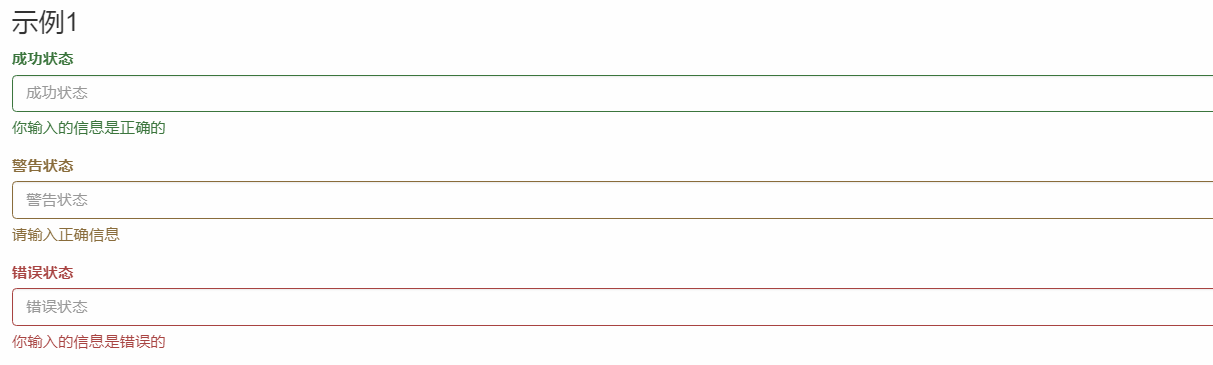 示例1
成功状态
成功状态
你输入的信息是正确的
警告状态
警告状态
请输入正确信息
错误状态
错误状态
你输入的信息是错误的